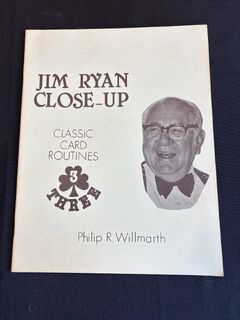 JIM RYAN
CLOSE-UP
CLASSIC
CARD
ROUTINES
3
THREE
Philip R. Willmarth